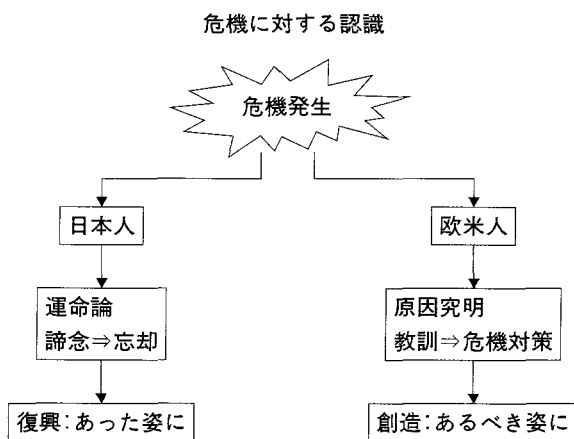 危機に対する認識
危機発生
日本人
欧米人
運命論
諦念⇒忘却
原因究明
教訓⇒危機対策
復興:あった姿に
創造:あるべき姿に